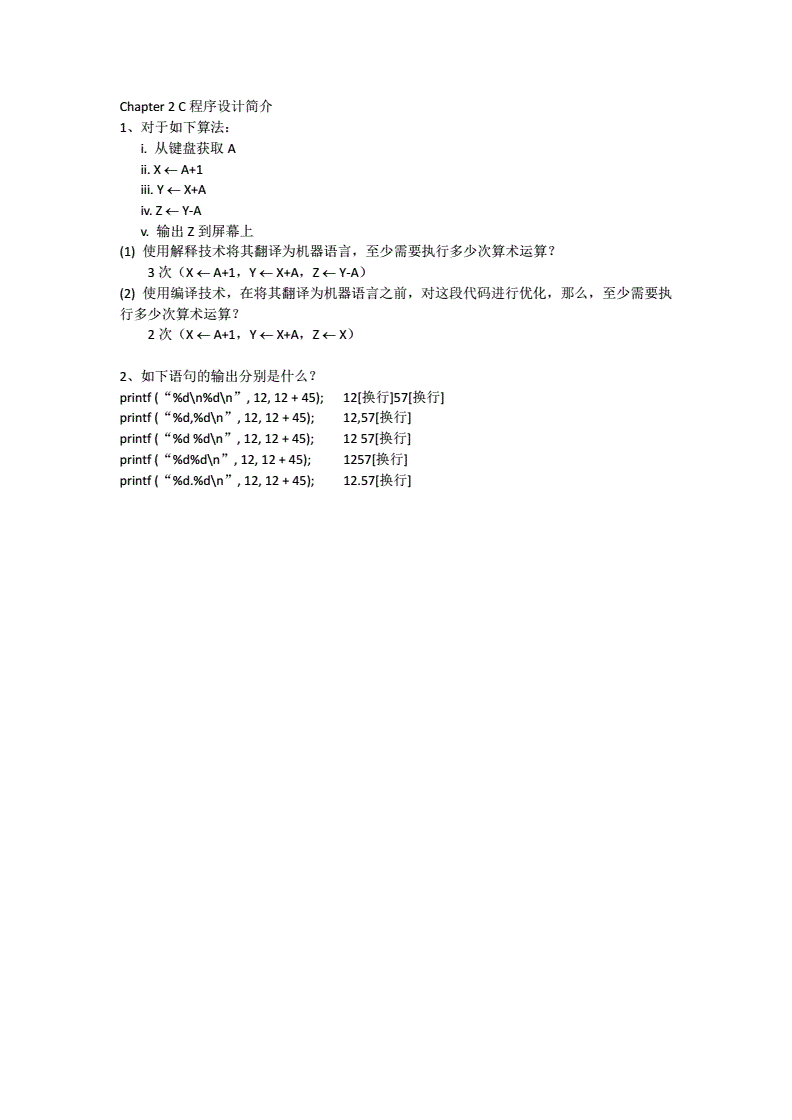 Chapter 2 C 程序设计简介
1、对于如下算法：
i. 从键盘获取 A
ii. X ← A+1
iii. Y ← X+A
iv. Z ← Y-A
v. 输出 Z 到屏幕上
(1) 使用解释技术将其翻译为机器语言，至少需要执行多少次算术运算？
3 次（X ← A+1，Y ← X+A，Z ← Y-A）
(2) 使用编译技术，在将其翻译为机器语言之前，对这段代码进行优化，那么，至少需要执
行多少次算术运算？
2 次（X ← A+1，Y ← X+A，Z ← X）
2、如下语句的输出分别是什么？
printf (“%d\n%d\n”, 12, 12 + 45); 12[换行]57[换行]
printf (“%d,%d\n”, 12, 12 + 45); 12,57[换行]
printf (“%d %d\n”, 12, 12 + 45); 12 57[换行]
printf (“%d%d\n”, 12, 12 + 45); 1257[换行]
printf (“%d.%d\n”, 12, 12 + 45); 12.57[换行]